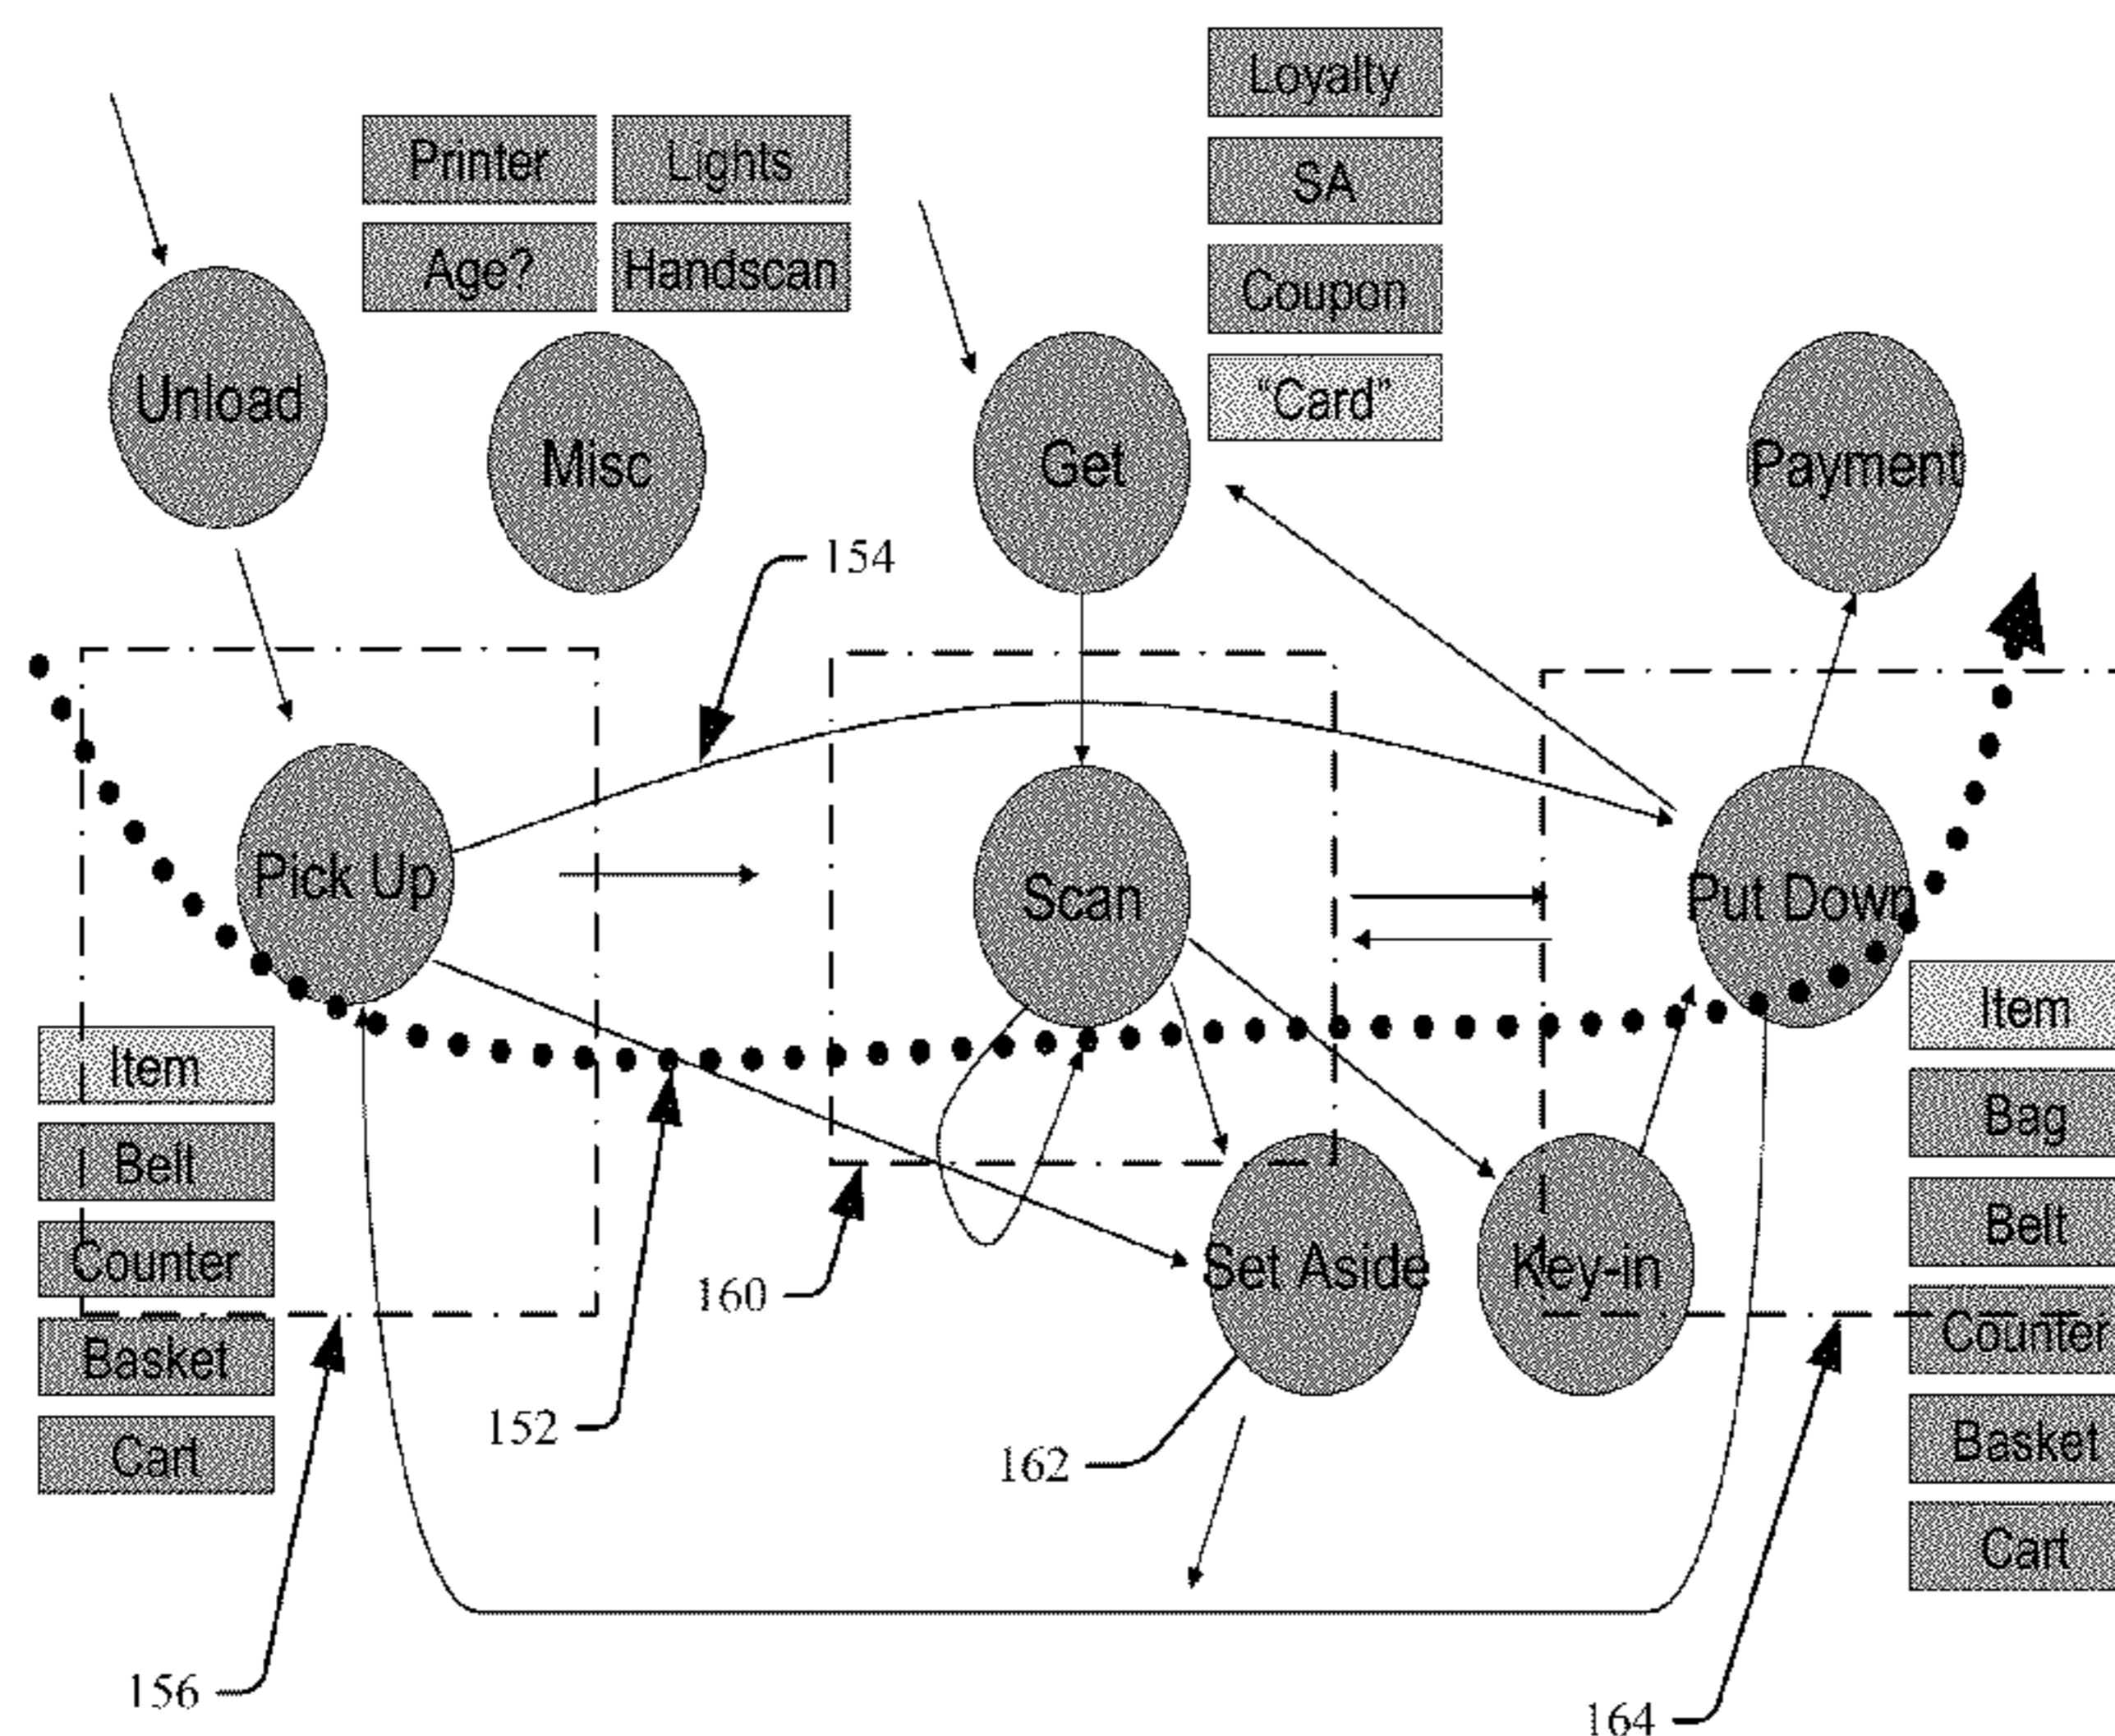 Loyalty
Printer
Lights
SA
Age?
Handscan
Coupon
"Card"
Unload
Misc
Get
Payment
154
Pick Up
Scan
Put Down
Item
Item
Bag
Belt
Belt
Counter
Set Aside
Key-in
160
Counter
Basket
152
162
Basket
Cart
Cart
156
164